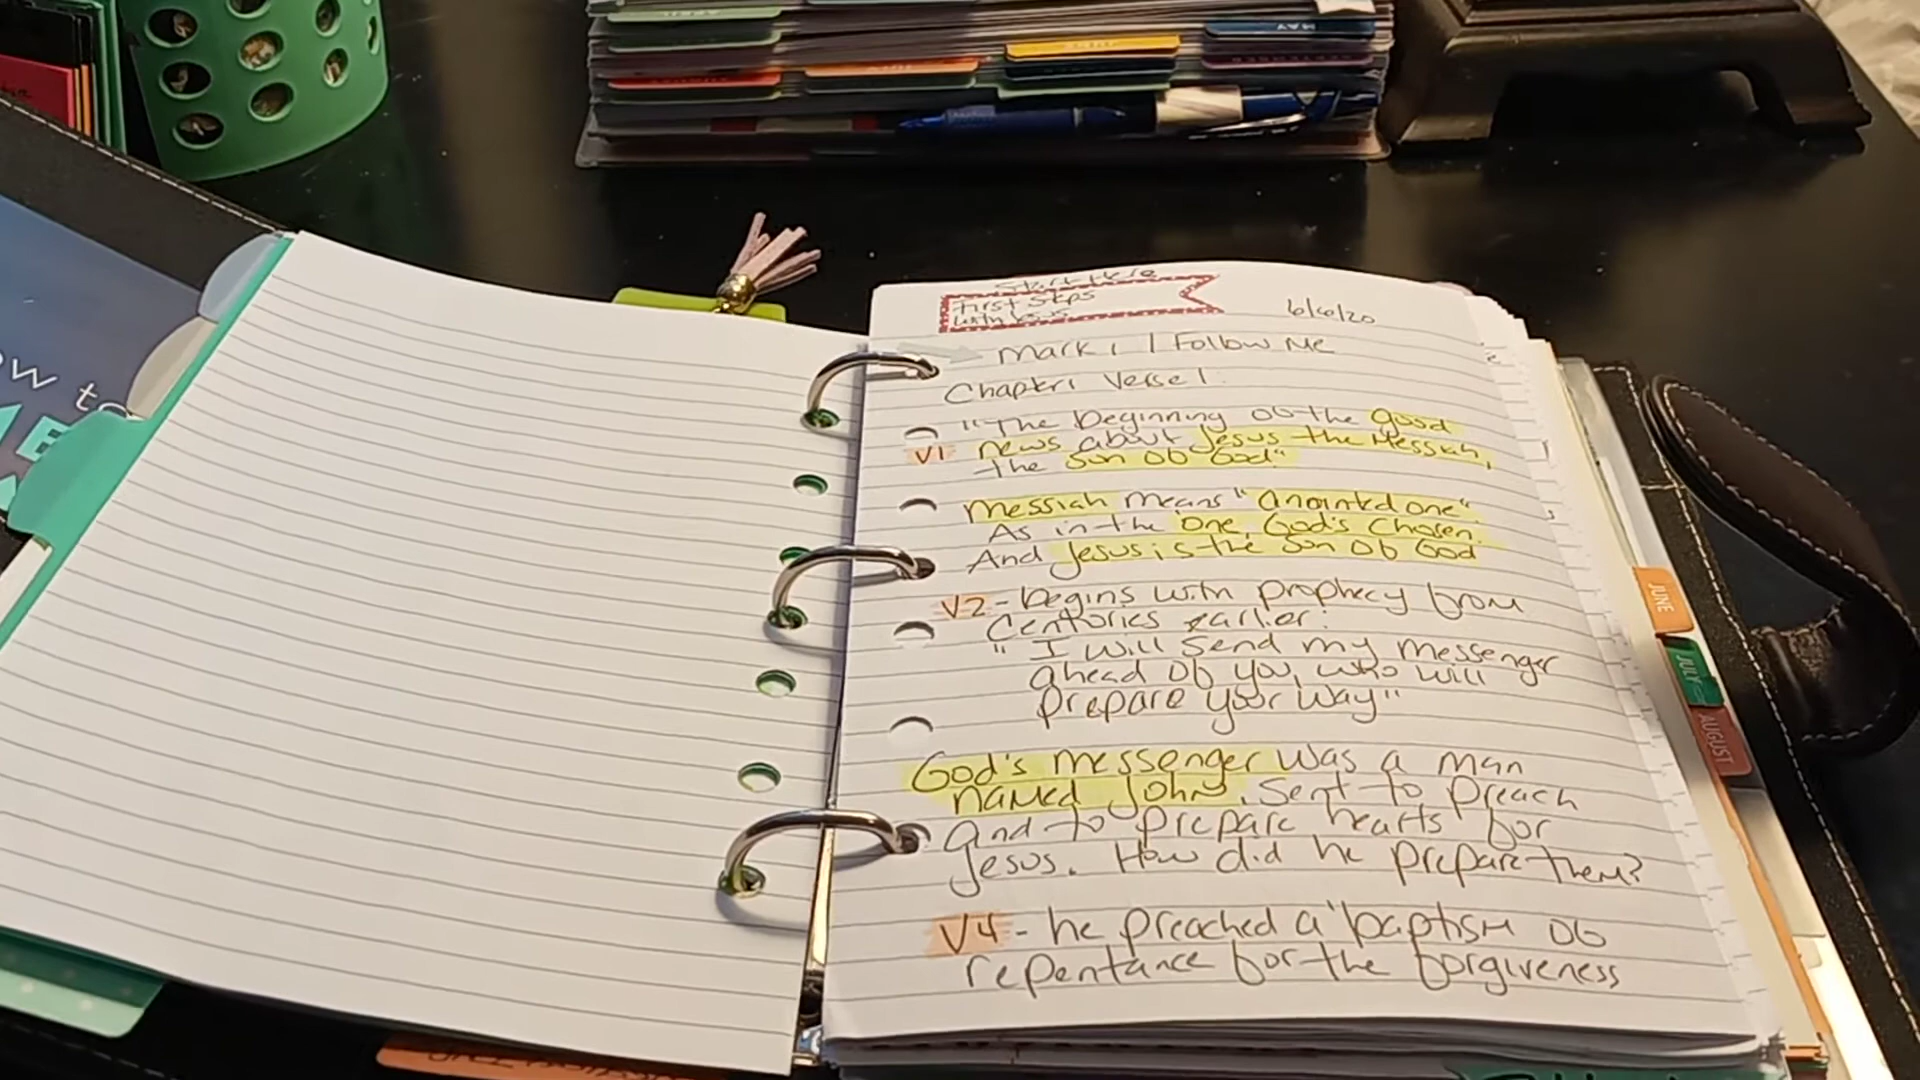 Start Here
First Steps
with Jesus
6/6/20
Mark 1 / Follow Me
Chapter 1 Verse 1:
"The beginning of the good
V1 news about Jesus the Messiah,
the Son of God"
Messiah means "anointed one".
As in the one, God's Chosen.
And Jesus is the Son of God
V2 - begins with prophecy from
Centuries earlier:
"I will send my messenger
ahead of you, who will
prepare your way"
God's messenger was a man
named John. Sent to preach
and to prepare hearts for
Jesus. How did he prepare them?
V4 - he preached a "baptism of
repentance for the forgiveness
JUNE
JULY
AUGUST
MAY